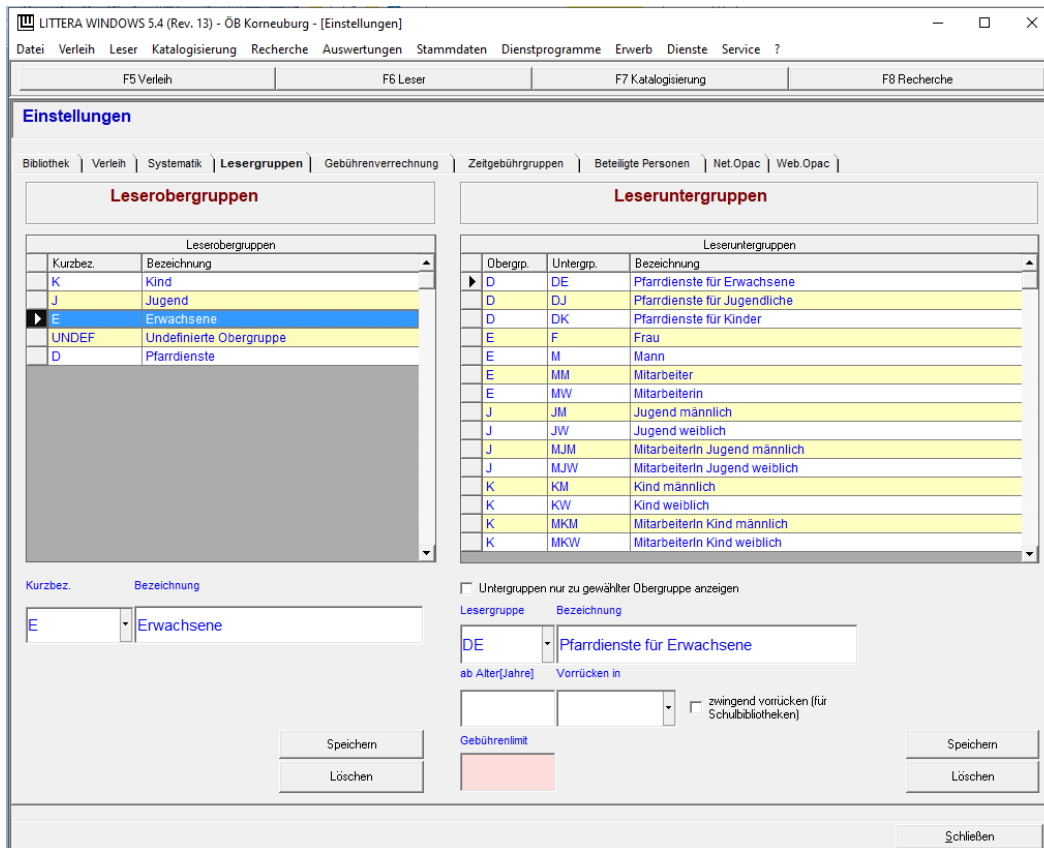 LITTERA WINDOWS 5.4 (Rev. 13) - ÖB Korneuburg - [Einstellungen]
Datei Verleih Leser Katalogisierung Recherche Auswertungen Stammdaten Dienstprogramme Erwerb Dienste Service ?
F5 Verleih F6 Leser F7 Katalogisierung F8 Recherche
Einstellungen
Bibliothek Verleih Systematik Lesergruppen Gebührenverrechnung Zeitgebührgruppen Beteiligte Personen Net.Opac Web.Opac
Leserobergruppen
Leserobergruppen
Kurzbez. Bezeichnung
K Kind
J Jugend
E Erwachsene
UNDEF Undefinierte Obergruppe
D Pfarrdienste
Kurzbez. Bezeichnung
E Erwachsene
Speichern
Löschen
Leseruntergruppen
Leseruntergruppen
Obergrp. Untergrp. Bezeichnung
D DE Pfarrdienste für Erwachsene
D DJ Pfarrdienste für Jugendliche
D DK Pfarrdienste für Kinder
E F Frau
E M Mann
E MM Mitarbeiter
E MW Mitarbeiterin
J JM Jugend männlich
J JW Jugend weiblich
J MJM MitarbeiterIn Jugend männlich
J MJW MitarbeiterIn Jugend weiblich
K KM Kind männlich
K KW Kind weiblich
K MKM MitarbeiterIn Kind männlich
K MKW MitarbeiterIn Kind weiblich
Untergruppen nur zu gewählter Obergruppe anzeigen
Lesergruppe Bezeichnung
DE Pfarrdienste für Erwachsene
ab Alter[Jahre] Vorrücken in
zwingend vorrücken (für
Schulbibliotheken)
Gebührenlimit
Speichern
Löschen
Schließen